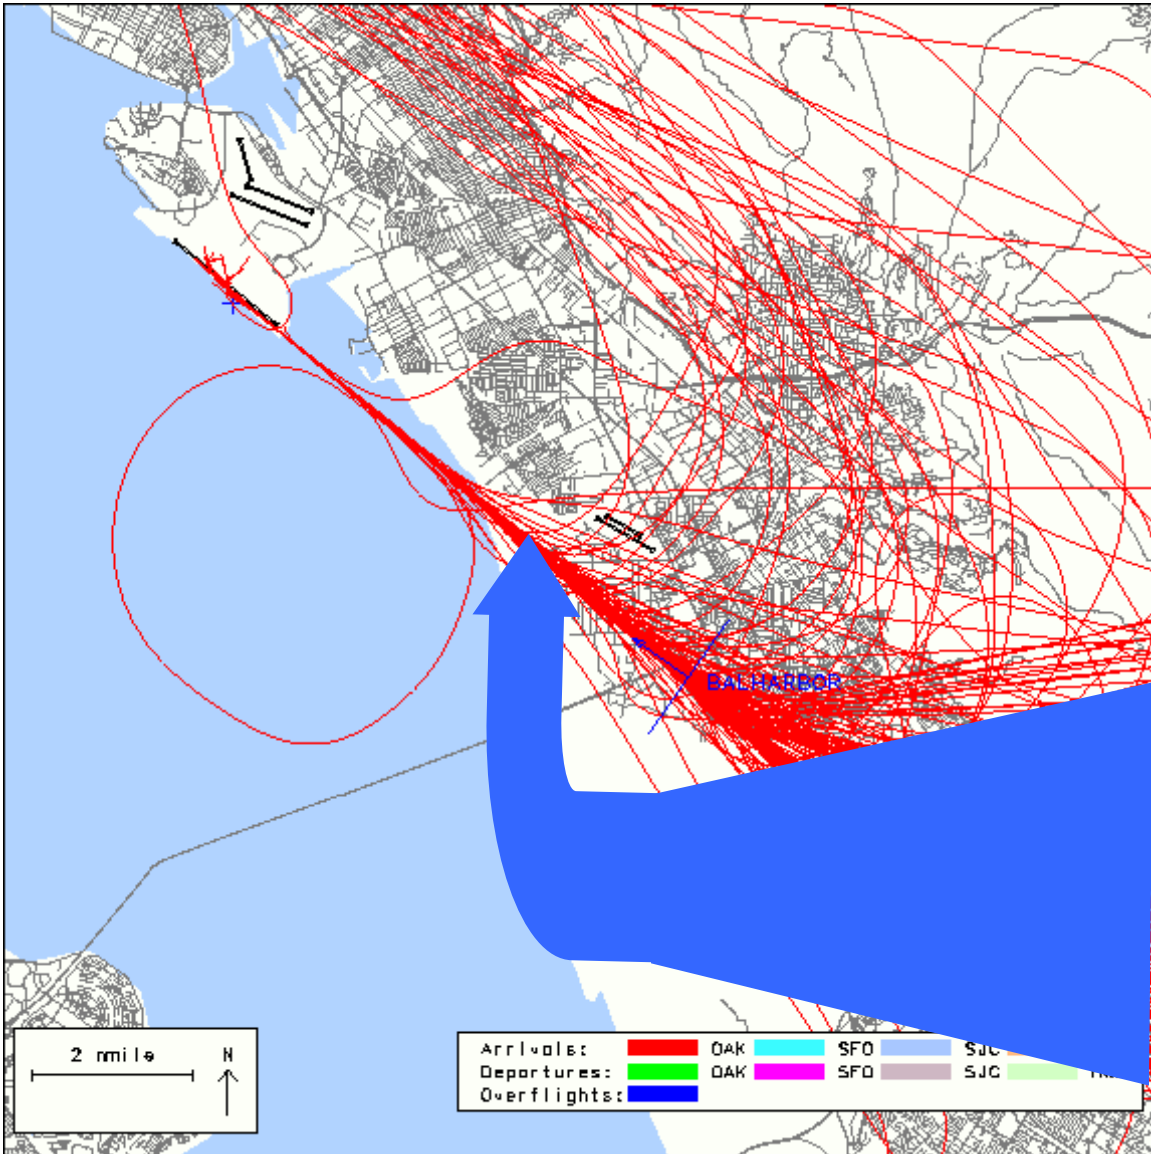 BALHARBOR
2 nmile N
Arrivals: OAK SFO SJC
Departures: OAK SFO SJC
Overflights: